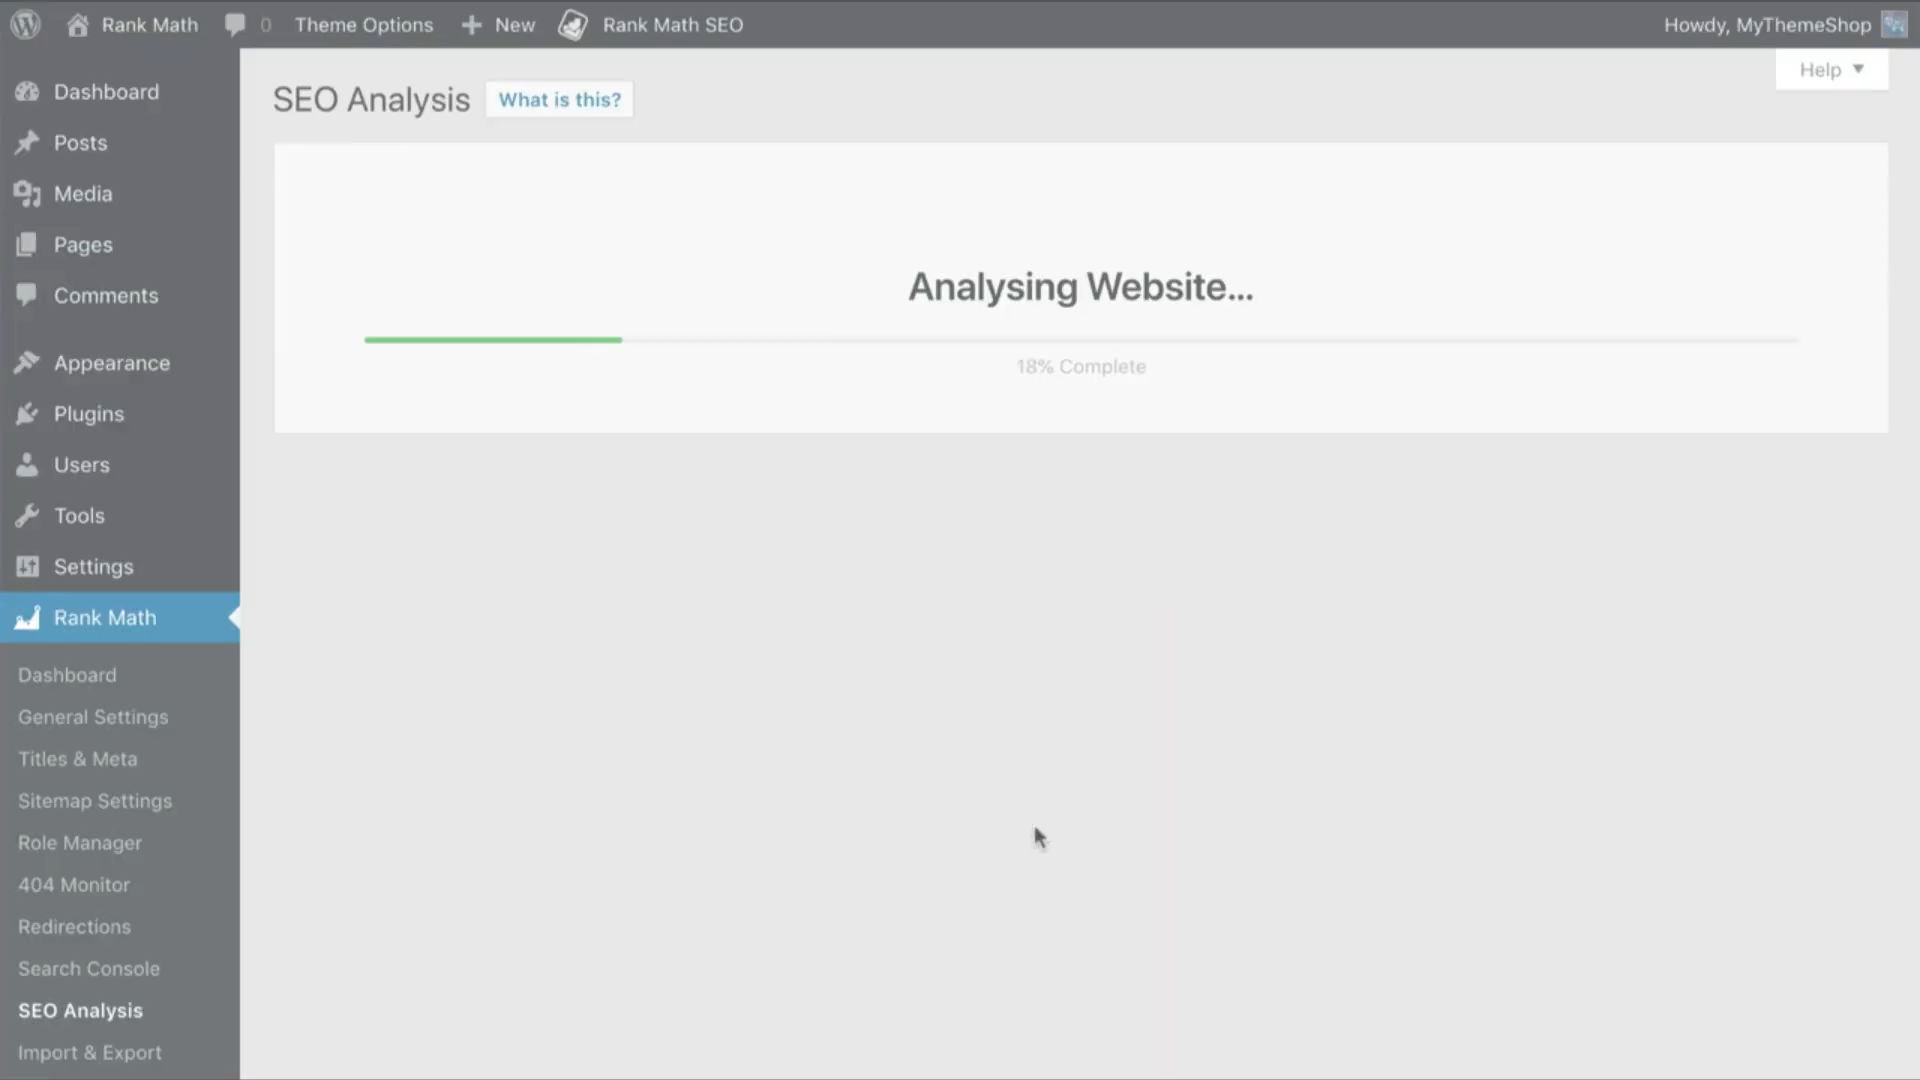 Rank Math 0 Theme Options New Rank Math SEO Howdy, MyThemeShop
Help
SEO Analysis What is this?
Dashboard
Posts
Media
Pages
Comments
Appearance
Plugins
Users
Tools
Settings
Rank Math
Dashboard
General Settings
Titles & Meta
Sitemap Settings
Role Manager
404 Monitor
Redirections
Search Console
SEO Analysis
Import & Export
Analysing Website...
18% Complete